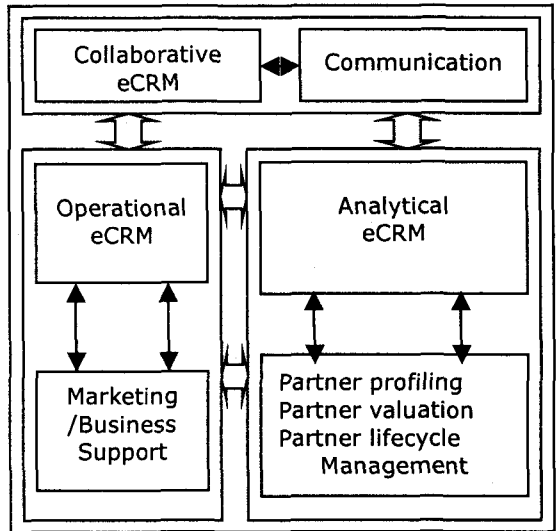 Collaborative
eCRM
Communication
Operational
eCRM
Analytical
eCRM
Marketing
/Business
Support
Partner profiling
Partner valuation
Partner lifecycle
Management